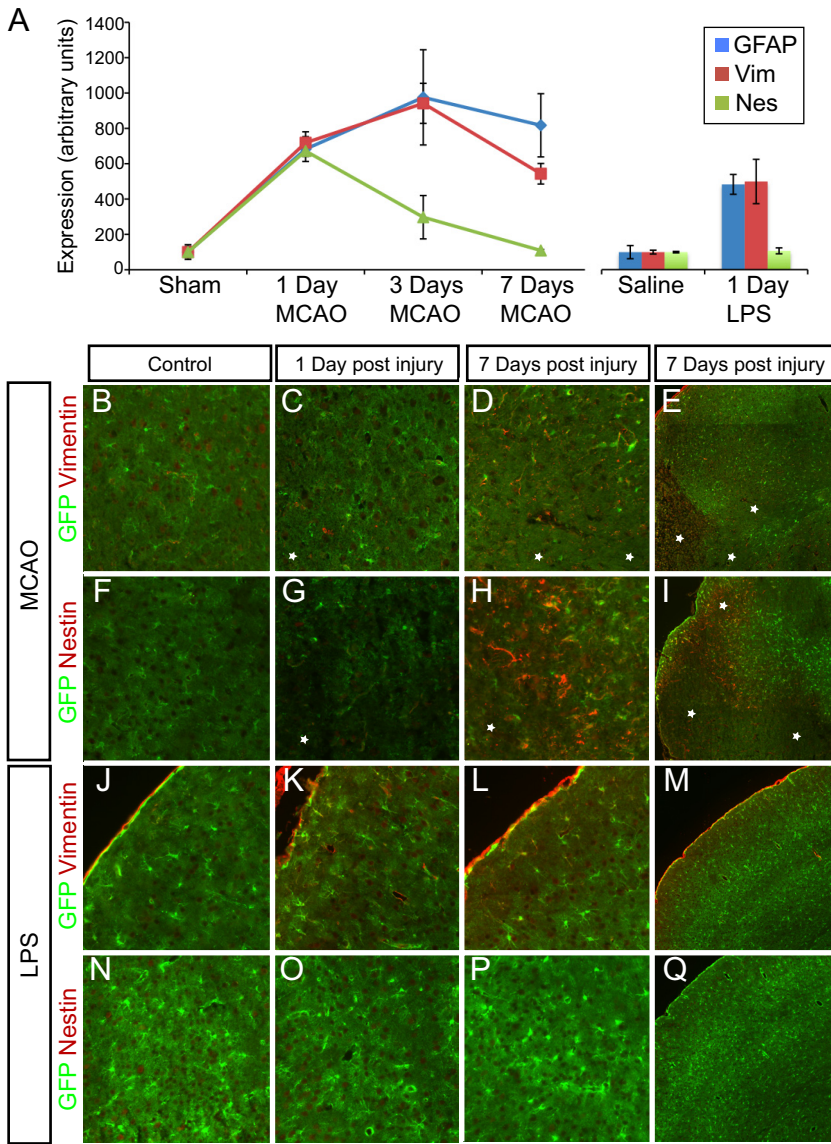 A
Expression (arbitrary units)
1400
1200
1000
800
600
400
200
0
Sham
1 Day
MCAO
3 Days
MCAO
7 Days
MCAO
Saline
1 Day
LPS
GFAP
Vim
Nes
Control
1 Day post injury
7 Days post injury
7 Days post injury
MCAO
GFP Vimentin
B
C
D
E
GFP Nestin
F
G
H
I
LPS
GFP Vimentin
J
K
L
M
GFP Nestin
N
O
P
Q